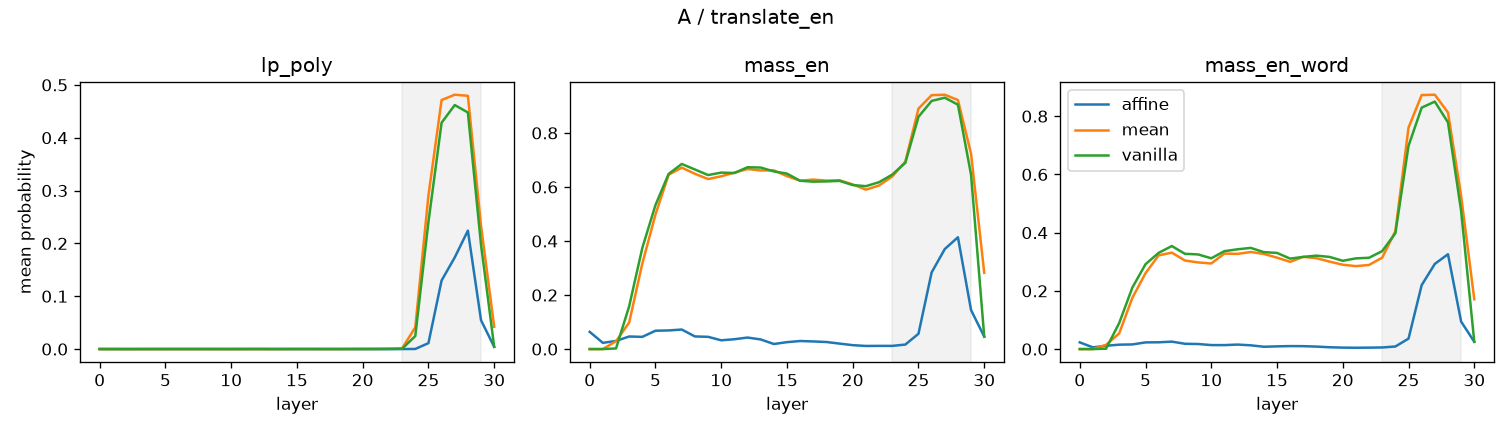 A / translate_en
lp_poly
mean probability
0.5
0.4
0.3
0.2
0.1
0.0
0 5 10 15 20 25 30
layer
mass_en
0.8
0.6
0.4
0.2
0.0
0 5 10 15 20 25 30
layer
mass_en_word
affine
mean
vanilla
0.8
0.6
0.4
0.2
0.0
0 5 10 15 20 25 30
layer